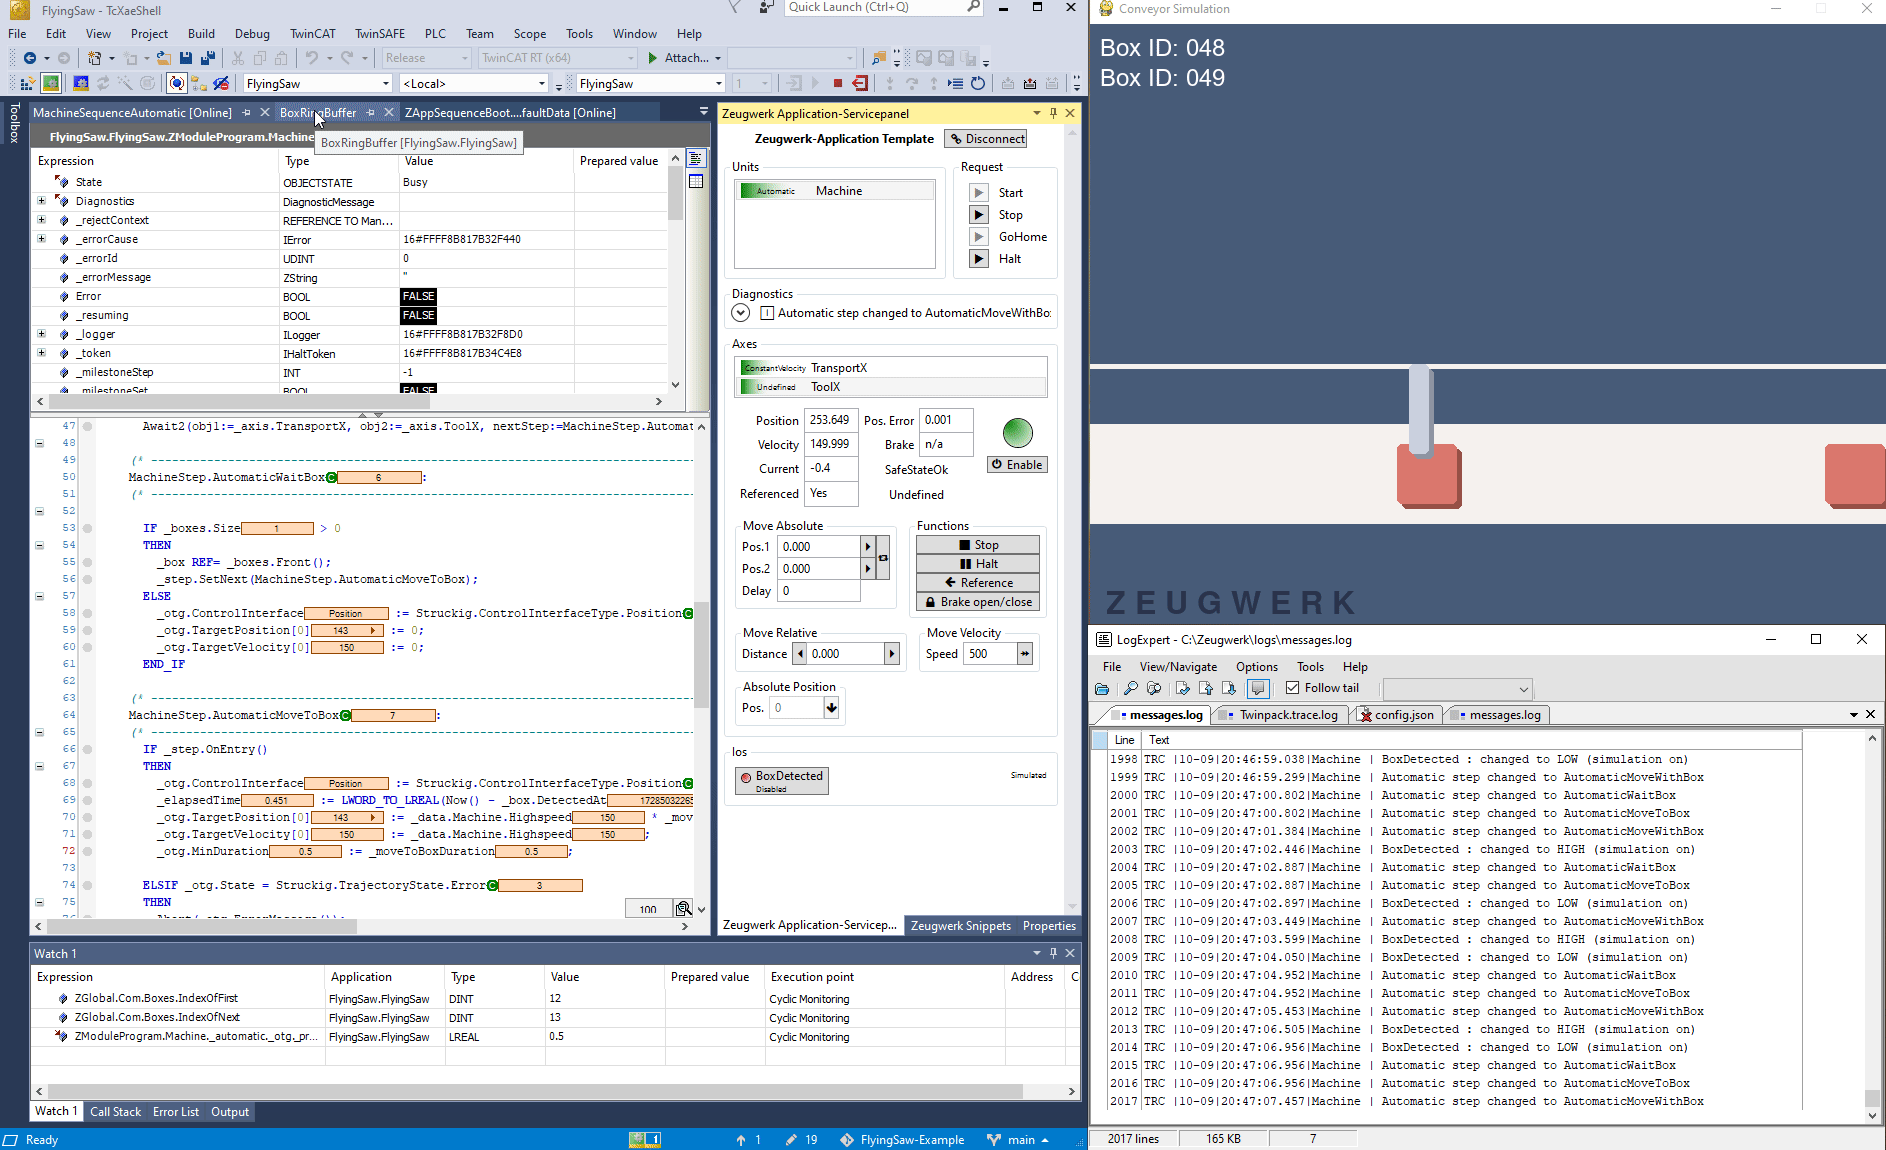 FlyingSaw - TcXaeShell
Quick Launch (Ctrl+Q)
File Edit View Project Build Debug TwinCAT TwinSAFE PLC Team Scope Tools Window Help
Release TwinCAT RT (x64) Attach...
FlyingSaw <Local> FlyingSaw 1
Toolbox
MachineSequenceAutomatic [Online] BoxRingBuffer ZAppSequenceBoot....faultData [Online]
FlyingSaw.FlyingSaw.ZModuleProgram.Machine
BoxRingBuffer [FlyingSaw.FlyingSaw]
Expression Type Value Prepared value
State OBJECTSTATE Busy
Diagnostics DiagnosticMessage
_rejectContext REFERENCE TO Man...
_errorCause IError 16#FFFF8B817B32F440
_errorId UDINT 0
_errorMessage ZString ''
Error BOOL FALSE
_resuming BOOL FALSE
_logger ILogger 16#FFFF8B817B32F8D0
_token IHaltToken 16#FFFF8B817B34C4E8
_milestoneStep INT -1
_milestoneSet BOOL FALSE
47 Await2(obj1:=_axis.TransportX, obj2:=_axis.ToolX, nextStep:=MachineStep.Automat
48
49 (* ---
50 MachineStep.AutomaticWaitBox 6 :
51 (* ---
52
53 IF _boxes.Size 1 > 0
54 THEN
55 _box REF= _boxes.Front();
56 _step.SetNext(MachineStep.AutomaticMoveToBox);
57 ELSE
58 _otg.ControlInterface Position := Struckig.ControlInterfaceType.Position
59 _otg.TargetPosition[0] 143 := 0;
60 _otg.TargetVelocity[0] 150 := 0;
61 END_IF
62
63 (* ---
64 MachineStep.AutomaticMoveToBox 7 :
65 (* ---
66 IF _step.OnEntry()
67 THEN
68 _otg.ControlInterface Position := Struckig.ControlInterfaceType.Position
69 _elapsedTime 0.451 := LWORD_TO_LREAL(Now() - _box.DetectedAt 17285032265
70 _otg.TargetPosition[0] 143 := _data.Machine.Highspeed 150 * _mov
71 _otg.TargetVelocity[0] 150 := _data.Machine.Highspeed 150 ;
72 _otg.MinDuration 0.5 := _moveToBoxDuration 0.5 ;
73
74 ELSIF _otg.State = Struckig.TrajectoryState.Error 3
75 THEN
100
Zeugwerk Application-Servicepanel
Zeugwerk-Application Template Disconnect
Units
Automatic Machine
Request
Start
Stop
GoHome
Halt
Diagnostics
Automatic step changed to AutomaticMoveWithBo
Axes
ConstantVelocity TransportX
Undefined ToolX
Position 253.649 Pos. Error 0.001
Velocity 149.999 Brake n/a
Current -0.4 SafeStateOk Enable
Referenced Yes Undefined
Move Absolute
Pos.1 0.000
Pos.2 0.000
Delay 0
Functions
Stop
Halt
Reference
Brake open/close
Move Relative
Distance 0.000
Move Velocity
Speed 500
Absolute Position
Pos. 0
Ios
BoxDetected
Disabled
Simulated
Zeugwerk Application-Servicep... Zeugwerk Snippets Properties
Watch 1
Expression Application Type Value Prepared value Execution point Address C
ZGlobal.Com.Boxes.IndexOfFirst FlyingSaw.FlyingSaw DINT 12 Cyclic Monitoring
ZGlobal.Com.Boxes.IndexOfNext FlyingSaw.FlyingSaw DINT 13 Cyclic Monitoring
ZModuleProgram.Machine._automatic._otg._pr... FlyingSaw.FlyingSaw LREAL 0.5 Cyclic Monitoring
Watch 1 Call Stack Error List Output
Ready 1 1 19 FlyingSaw-Example main
Conveyor Simulation
Box ID: 048
Box ID: 049
ZEUGWERK
LogExpert - C:\Zeugwerk\logs\messages.log
File View/Navigate Options Tools Help
Follow tail
messages.log Twinpack.trace.log config.json messages.log
Line Text
1998 TRC |10-09|20:46:59.038|Machine | BoxDetected : changed to LOW (simulation on)
1999 TRC |10-09|20:46:59.299|Machine | Automatic step changed to AutomaticMoveWithBox
2000 TRC |10-09|20:47:00.802|Machine | Automatic step changed to AutomaticWaitBox
2001 TRC |10-09|20:47:00.802|Machine | Automatic step changed to AutomaticMoveToBox
2002 TRC |10-09|20:47:01.384|Machine | Automatic step changed to AutomaticMoveWithBox
2003 TRC |10-09|20:47:02.446|Machine | BoxDetected : changed to HIGH (simulation on)
2004 TRC |10-09|20:47:02.887|Machine | Automatic step changed to AutomaticWaitBox
2005 TRC |10-09|20:47:02.887|Machine | Automatic step changed to AutomaticMoveToBox
2006 TRC |10-09|20:47:02.897|Machine | BoxDetected : changed to LOW (simulation on)
2007 TRC |10-09|20:47:03.449|Machine | Automatic step changed to AutomaticMoveWithBox
2008 TRC |10-09|20:47:03.599|Machine | BoxDetected : changed to HIGH (simulation on)
2009 TRC |10-09|20:47:04.050|Machine | BoxDetected : changed to LOW (simulation on)
2010 TRC |10-09|20:47:04.952|Machine | Automatic step changed to AutomaticWaitBox
2011 TRC |10-09|20:47:04.952|Machine | Automatic step changed to AutomaticMoveToBox
2012 TRC |10-09|20:47:05.453|Machine | Automatic step changed to AutomaticMoveWithBox
2013 TRC |10-09|20:47:06.505|Machine | BoxDetected : changed to HIGH (simulation on)
2014 TRC |10-09|20:47:06.956|Machine | BoxDetected : changed to LOW (simulation on)
2015 TRC |10-09|20:47:06.956|Machine | Automatic step changed to AutomaticWaitBox
2016 TRC |10-09|20:47:06.956|Machine | Automatic step changed to AutomaticMoveToBox
2017 TRC |10-09|20:47:07.457|Machine | Automatic step changed to AutomaticMoveWithBox
2017 lines 165 KB 7